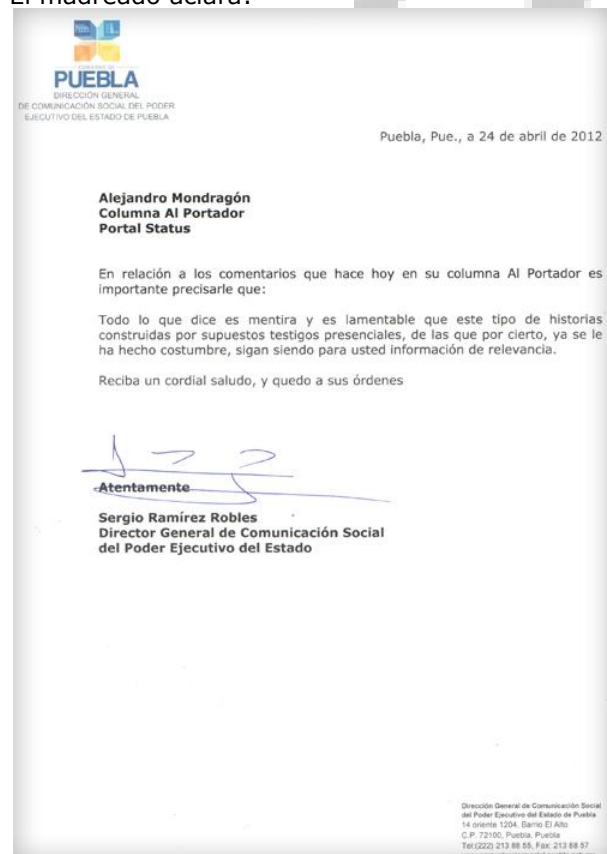 El madreado aclara:
PUEBLA
DIRECCIÓN GENERAL
DE COMUNICACIÓN SOCIAL DEL PODER
EJECUTIVO DEL ESTADO DE PUEBLA
Puebla, Pue., a 24 de abril de 2012
Alejandro Mondragón
Columna Al Portador
Portal Status
En relación a los comentarios que hace hoy en su columna Al Portador es
importante precisarle que:
Todo lo que dice es mentira y es lamentable que este tipo de historias
construidas por supuestos testigos presenciales, de las que por cierto, ya se le
ha hecho costumbre, sigan siendo para usted información de relevancia.
Reciba un cordial saludo, y quedo a sus órdenes
Atentamente
Sergio Ramírez Robles
Director General de Comunicación Social
del Poder Ejecutivo del Estado
Dirección General de Comunicación Social
del Poder Ejecutivo del Estado de Puebla
14 oriente 1204, Barrio El Alto
C.P. 72100, Puebla, Puebla
Tel:(222) 213 88 55, Fax: 213 88 57